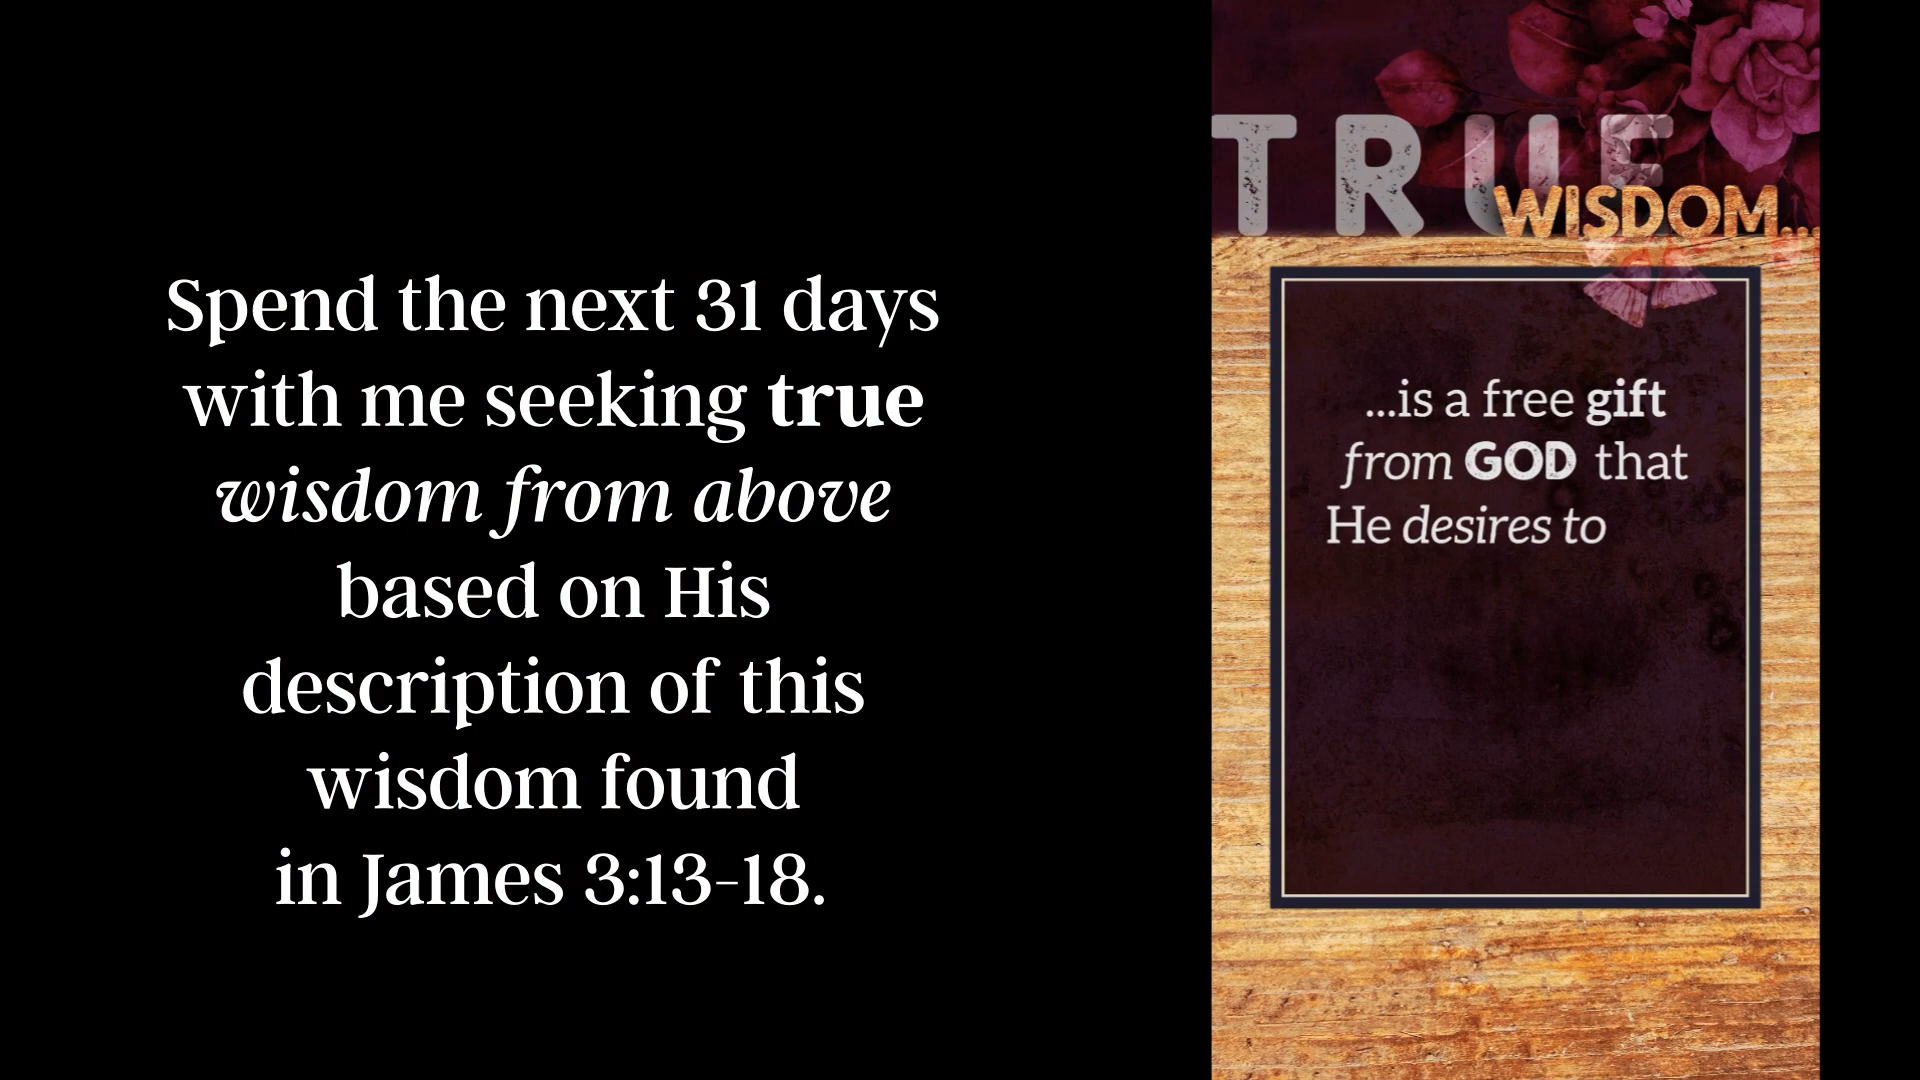 Spend the next 31 days
with me seeking true
wisdom from above
based on His
description of this
wisdom found
in James 3:13-18.
TRUE
WISDOM...
...is a free gift
from GOD that
He desires to